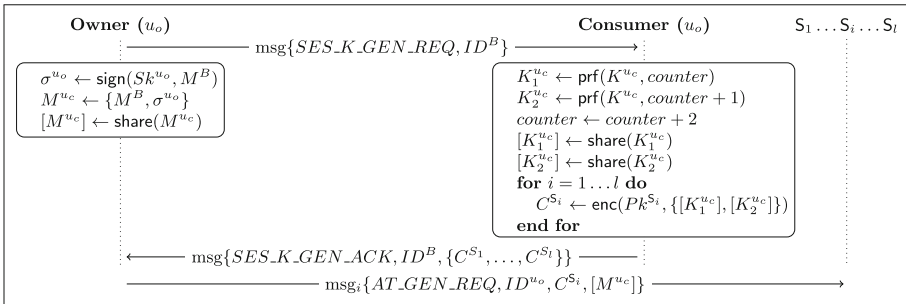 Owner (u_o) Consumer (u_o) S_1 … S_i … S_l
msg{SES_K_GEN_REQ, ID^B}
σ^{u_o} ← sign(Sk^{u_o}, M^B)
M^{u_c} ← {M^B, σ^{u_o}}
[M^{u_c}] ← share(M^{u_c})
K_1^{u_c} ← prf(K^{u_c}, counter)
K_2^{u_c} ← prf(K^{u_c}, counter + 1)
counter ← counter + 2
[K_1^{u_c}] ← share(K_1^{u_c})
[K_2^{u_c}] ← share(K_2^{u_c})
for i = 1 … l do
C^{S_i} ← enc(Pk^{S_i}, {[K_1^{u_c}], [K_2^{u_c}]})
end for
msg{SES_K_GEN_ACK, ID^B, {C^{S_1}, …, C^{S_l}}}
msg_i{AT_GEN_REQ, ID^{u_o}, C^{S_i}, [M^{u_c}]}